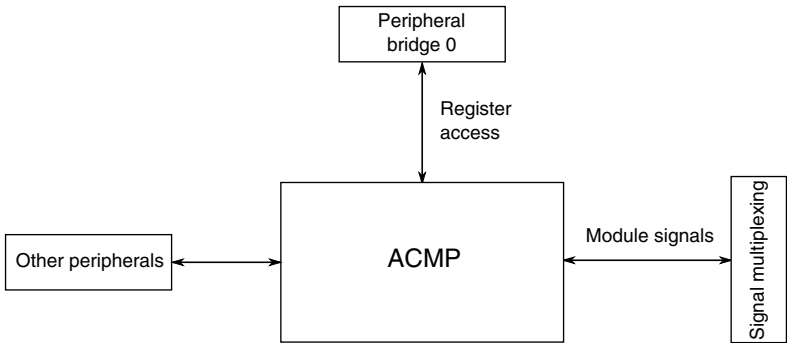 Peripheral
bridge 0
Register
access
Other peripherals
ACMP
Module signals
Signal multiplexing